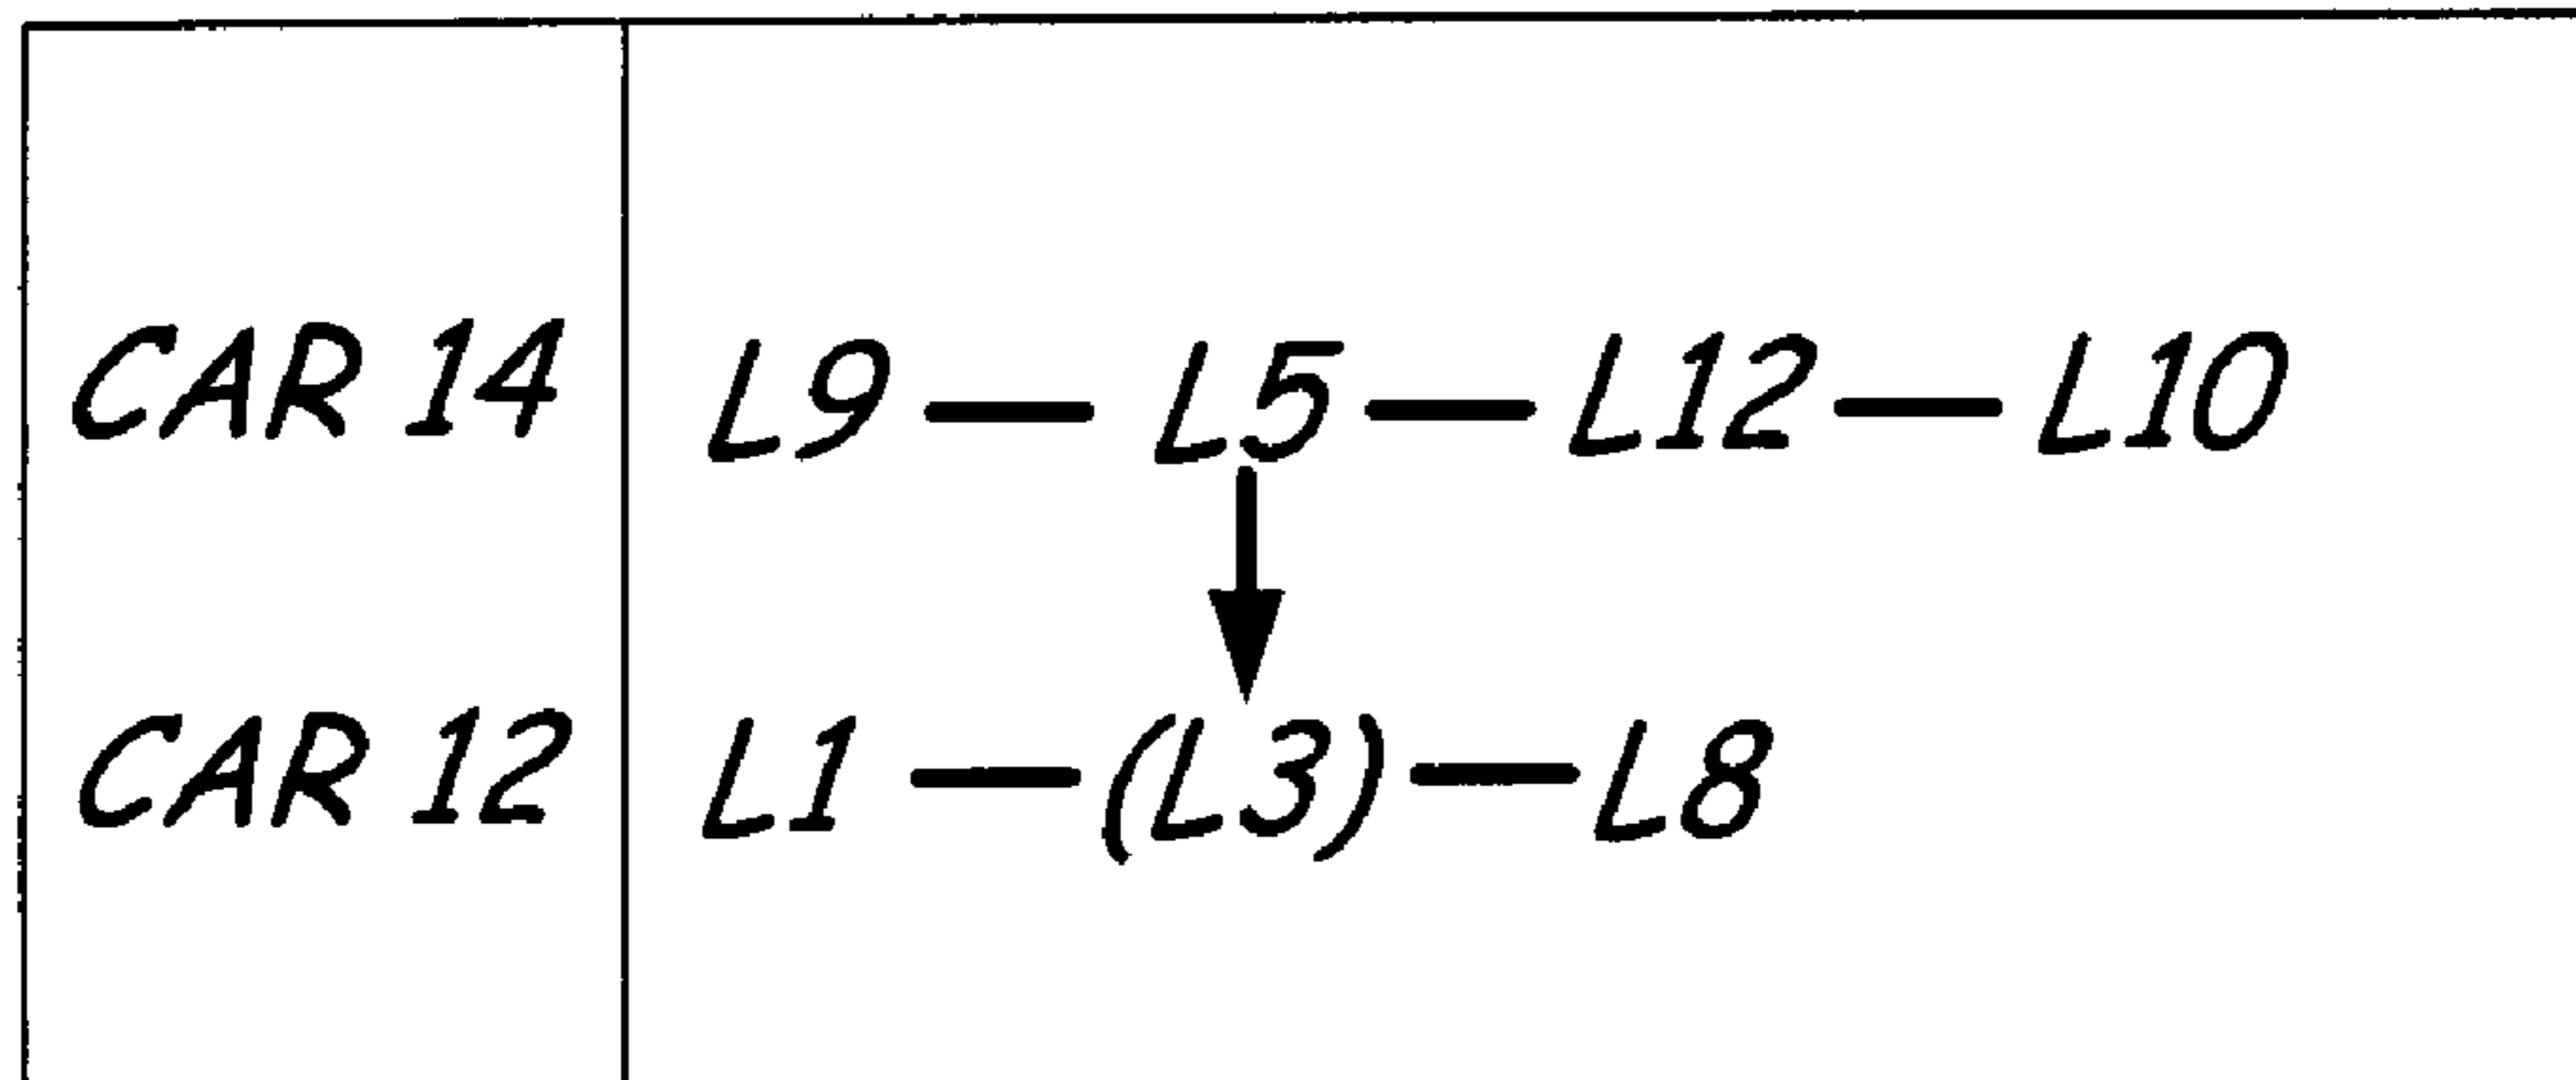 CAR 14 L9 — L5 — L12 — L10
CAR 12 L1 — (L3) — L8